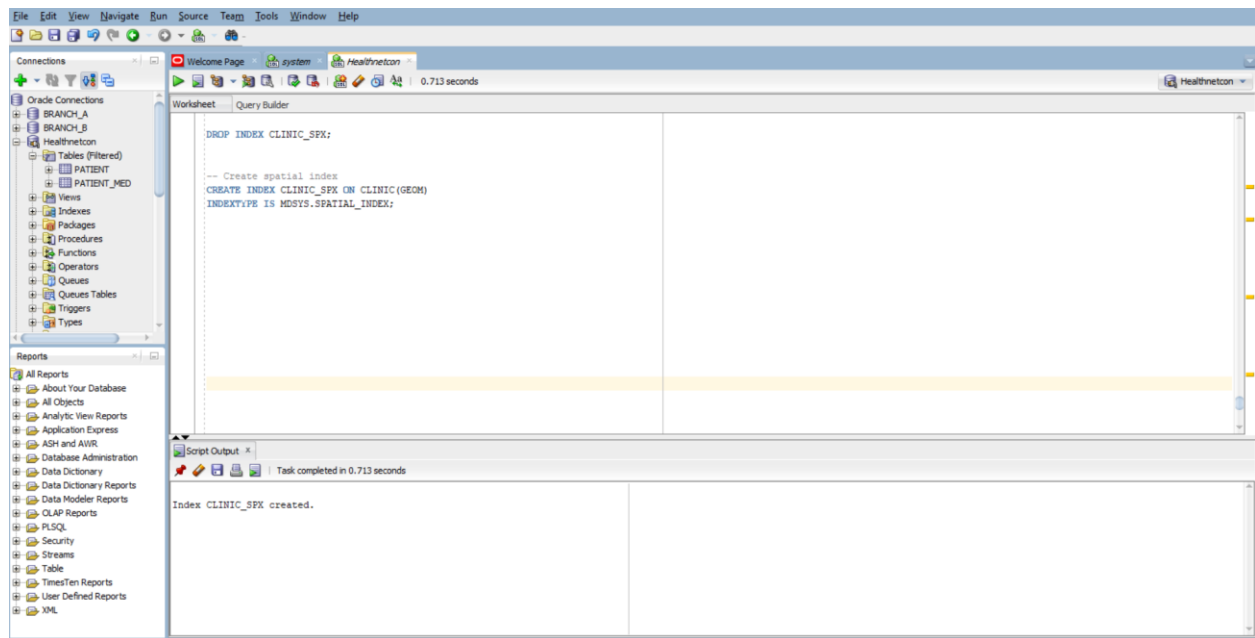 File Edit View Navigate Run Source Team Tools Window Help
Connections
Oracle Connections
BRANCH_A
BRANCH_B
Healthnetcon
Tables (Filtered)
PATIENT
PATIENT_MED
Views
Indexes
Packages
Procedures
Functions
Operators
Queues
Queues Tables
Triggers
Types
Reports
All Reports
About Your Database
All Objects
Analytic View Reports
Application Express
ASH and AWR
Database Administration
Data Dictionary
Data Dictionary Reports
Data Modeler Reports
OLAP Reports
PLSQL
Security
Streams
Table
TimesTen Reports
User Defined Reports
XML
Welcome Page system Healthnetcon
0.713 seconds
Healthnetcon
Worksheet Query Builder
DROP INDEX CLINIC_SPX;
-- Create spatial index
CREATE INDEX CLINIC_SPX ON CLINIC(GEOM)
INDEXTYPE IS MDSYS.SPATIAL_INDEX;
Script Output
Task completed in 0.713 seconds
Index CLINIC_SPX created.